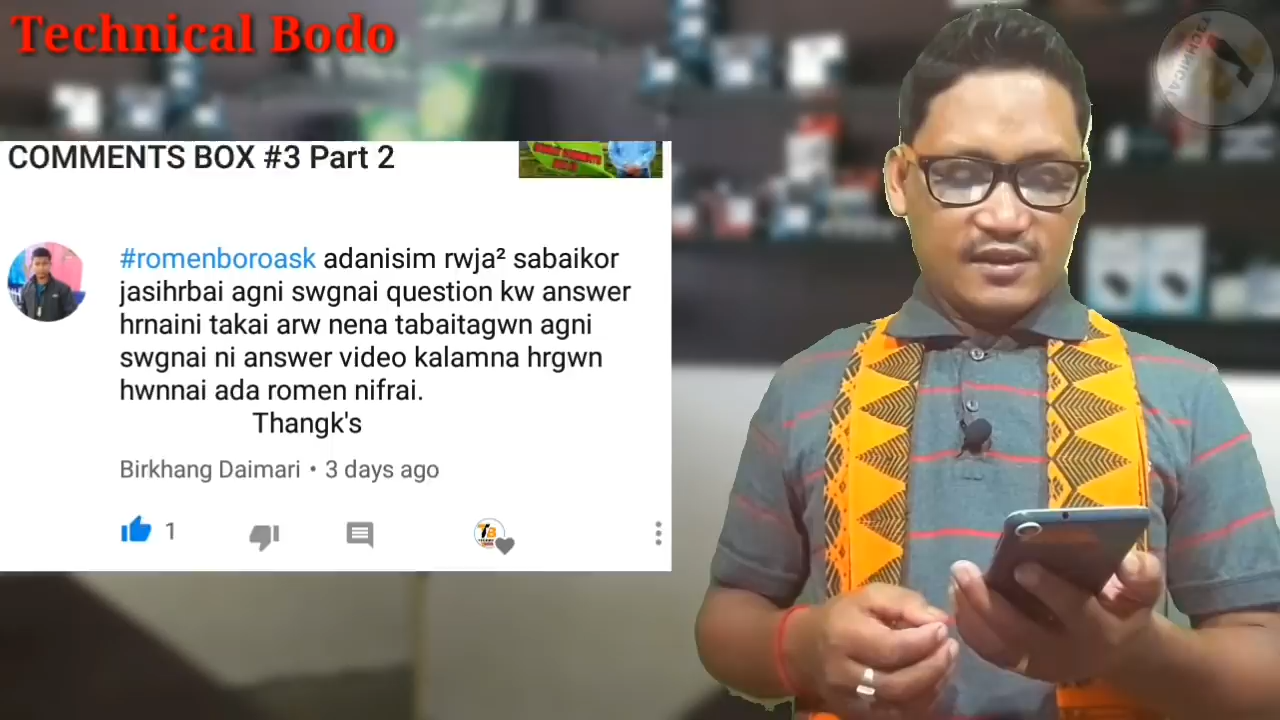 Technical Bodo
COMMENTS BOX #3 Part 2
#romenboroask adanisim rwja² sabaikor
jasihrbai agni swgnai question kw answer
hrnaini takai arw nena tabaitagwn agni
swgnai ni answer video kalamna hrgwn
hwnnai ada romen nifrai.
Thangk's
Birkhang Daimari • 3 days ago
1
TB
TECHNICAL